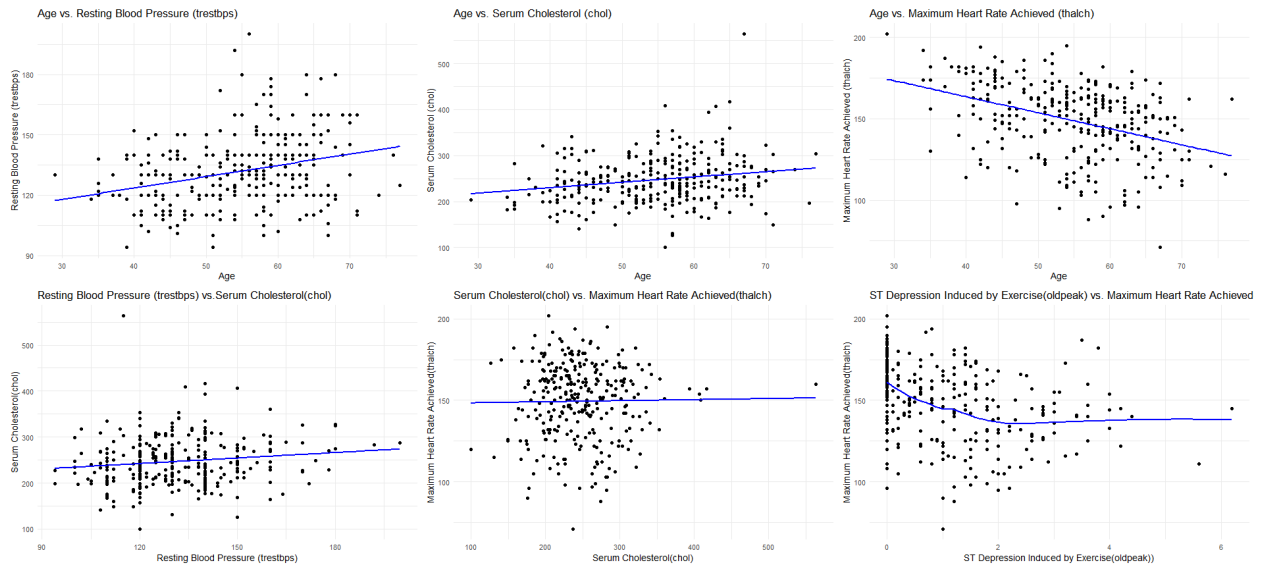 Age vs. Resting Blood Pressure (trestbps)
Resting Blood Pressure (trestbps)
180
150
120
90
30
40
50
60
70
Age
Age vs. Serum Cholesterol (chol)
Serum Cholesterol (chol)
500
400
300
200
100
30
40
50
60
70
Age
Age vs. Maximum Heart Rate Achieved (thalch)
Maximum Heart Rate Achieved (thalch)
200
150
100
30
40
50
60
70
Age
Resting Blood Pressure (trestbps) vs.Serum Cholesterol(chol)
Serum Cholesterol(chol)
500
400
300
200
100
90
120
150
180
Resting Blood Pressure (trestbps)
Serum Cholesterol(chol) vs. Maximum Heart Rate Achieved(thalch)
Maximum Heart Rate Achieved(thalch)
200
150
100
100
200
300
400
500
Serum Cholesterol(chol)
ST Depression Induced by Exercise(oldpeak) vs. Maximum Heart Rate Achieved
Maximum Heart Rate Achieved(thalch)
200
150
100
0
2
4
6
ST Depression Induced by Exercise(oldpeak))